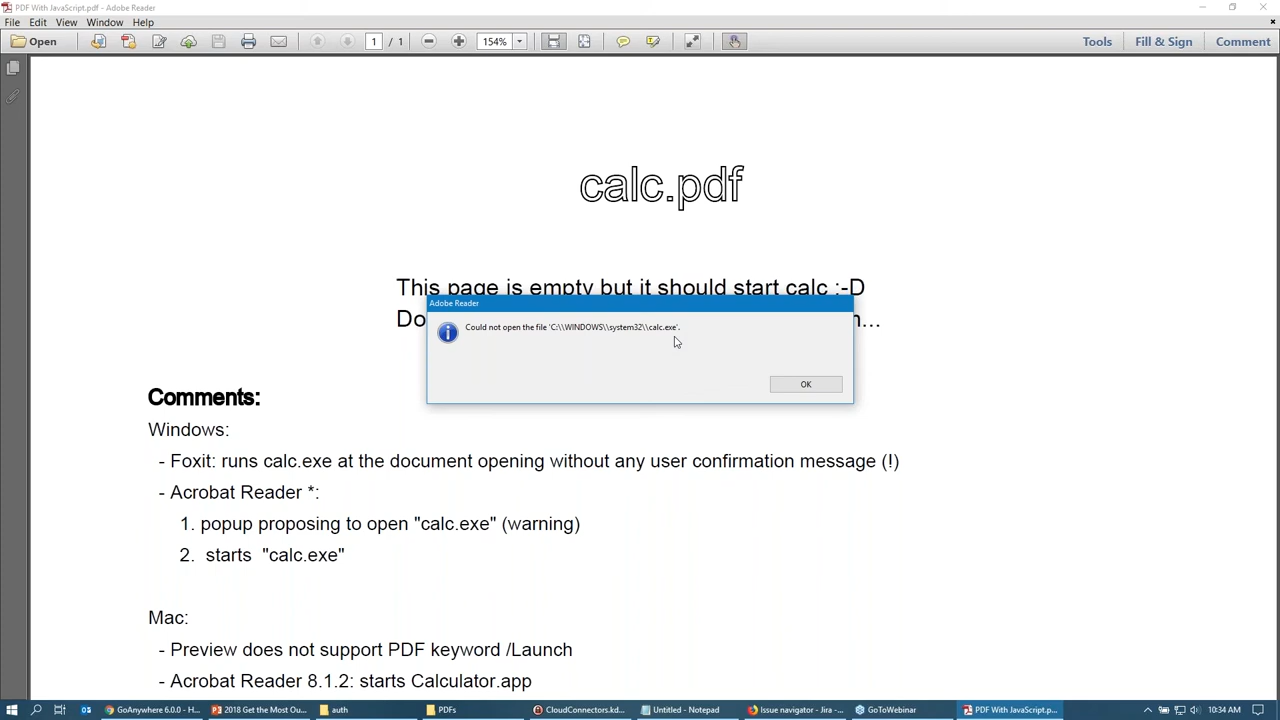 PDF With JavaScript.pdf - Adobe Reader
File Edit View Window Help
Open 1 / 1 154% Tools Fill & Sign Comment
calc.pdf
This page is empty but it should start calc :-D
Do
n...
Adobe Reader
Could not open the file 'C:\\WINDOWS\\system32\\calc.exe'.
OK
Comments:
Windows:
- Foxit: runs calc.exe at the document opening without any user confirmation message (!)
- Acrobat Reader *:
1. popup proposing to open "calc.exe" (warning)
2. starts "calc.exe"
Mac:
- Preview does not support PDF keyword /Launch
- Acrobat Reader 8.1.2: starts Calculator.app
GoAnywhere 6.0.0 - H... 2018 Get the Most Ou... auth PDFs CloudConnectors.kd... Untitled - Notepad Issue navigator - Jira -... GoToWebinar PDF With JavaScript.p... 10:34 AM